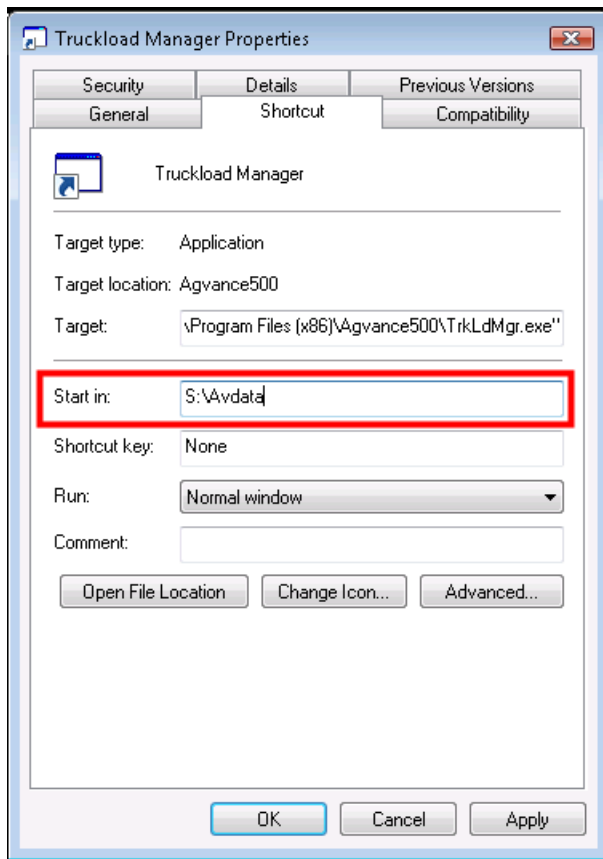 Truckload Manager Properties
Security Details Previous Versions
General Shortcut Compatibility
Truckload Manager
Target type: Application
Target location: Agvance500
Target: \Program Files (x86)\Agvance500\TrkLdMgr.exe"
Start in: S:\Avdata
Shortcut key: None
Run: Normal window
Comment:
Open File Location Change Icon... Advanced...
OK Cancel Apply